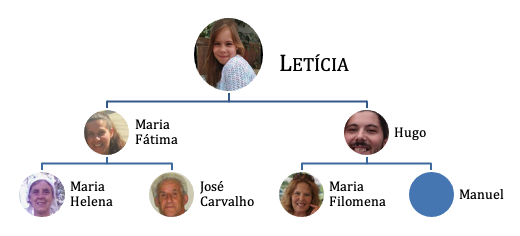 LETÍCIA
Maria
Fátima
Hugo
Maria
Helena
José
Carvalho
Maria
Filomena
Manuel